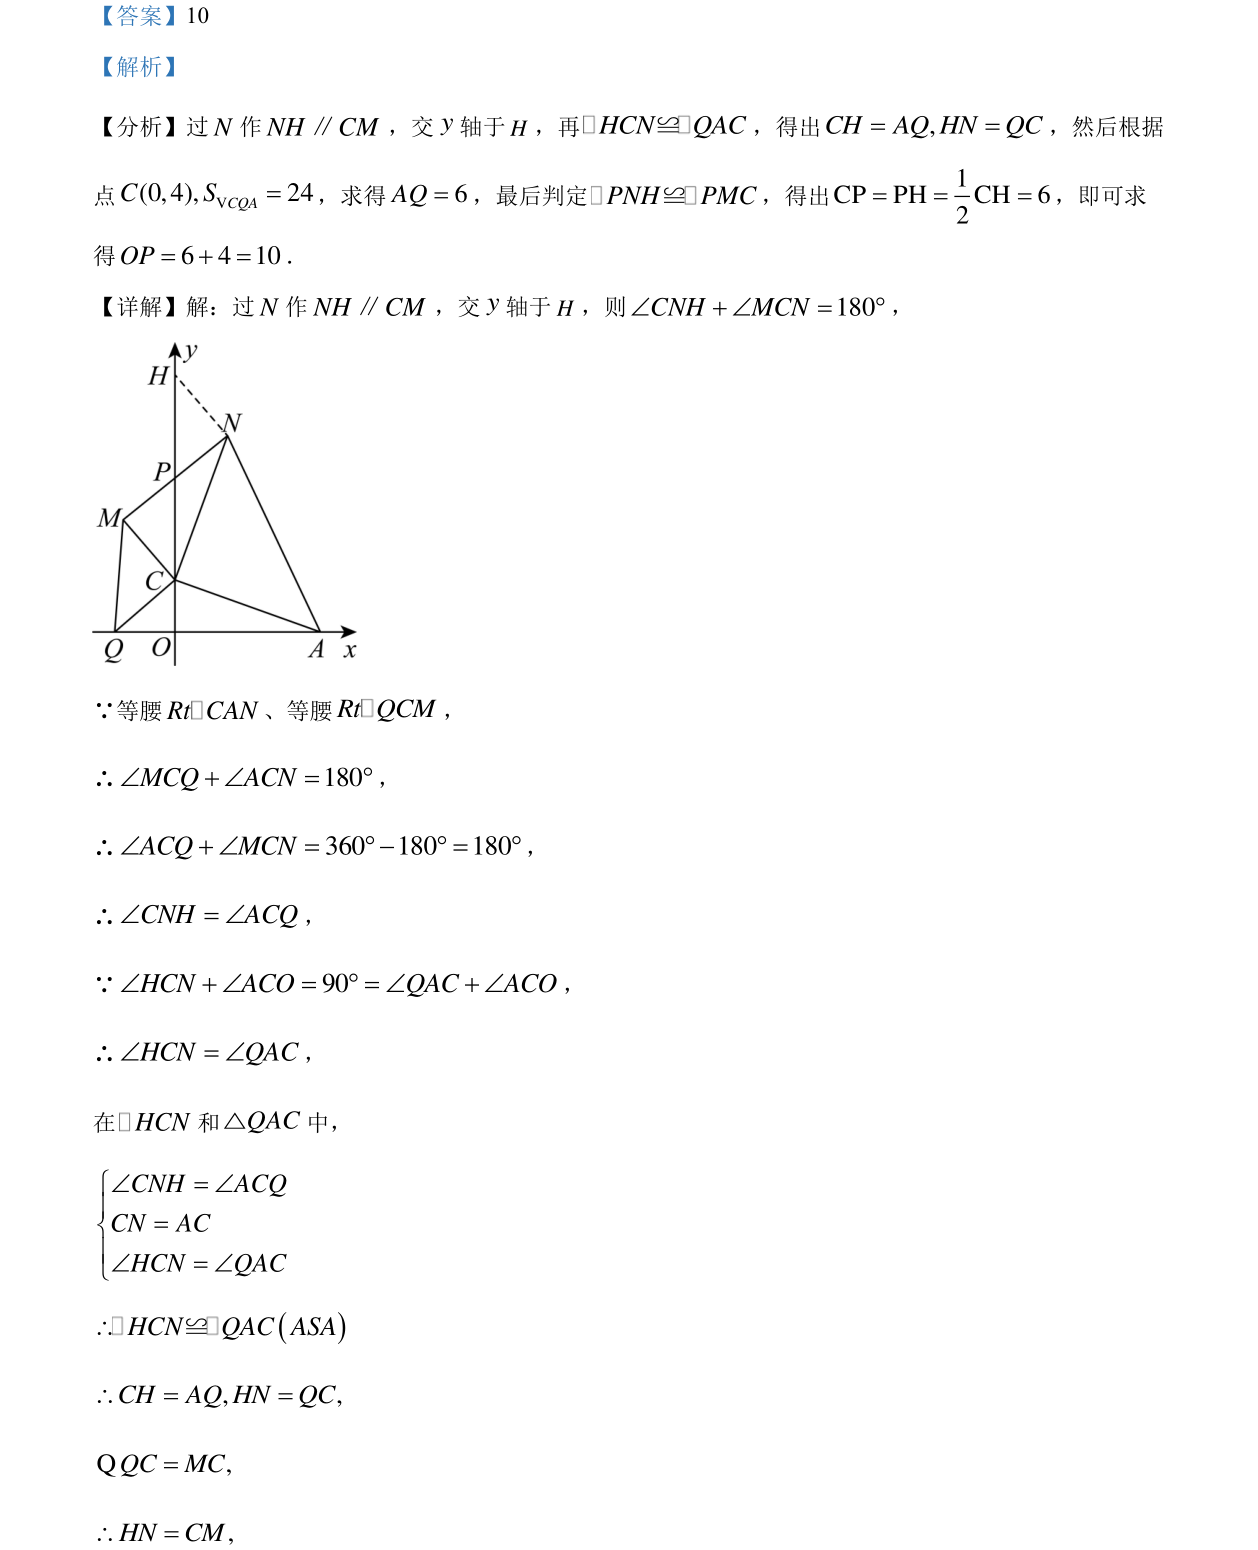 【答案】10
【解析】
【分析】过 N 作 NH∥CM，交 y 轴于 H，再□HCN≌□QAC，得出 CH = AQ, HN = QC，然后根据
点 C(0,4), S_{VCQA} = 24，求得 AQ = 6，最后判定□PNH≌□PMC，得出 CP = PH = 1/2 CH = 6，即可求
得 OP = 6+4 = 10．
【详解】解：过 N 作 NH∥CM，交 y 轴于 H，则∠CNH + ∠MCN = 180°，
y
H
N
P
M
C
Q O A x
∵等腰 Rt□CAN、等腰 Rt□QCM，
∴∠MCQ + ∠ACN = 180°，
∴∠ACQ + ∠MCN = 360° − 180° = 180°，
∴∠CNH = ∠ACQ，
∵∠HCN + ∠ACO = 90° = ∠QAC + ∠ACO，
∴∠HCN = ∠QAC，
在□HCN 和△QAC 中，
∠CNH = ∠ACQ
{CN = AC
∠HCN = ∠QAC
∴□HCN≌□QAC(ASA)
∴CH = AQ, HN = QC,
Q QC = MC,
∴HN = CM,